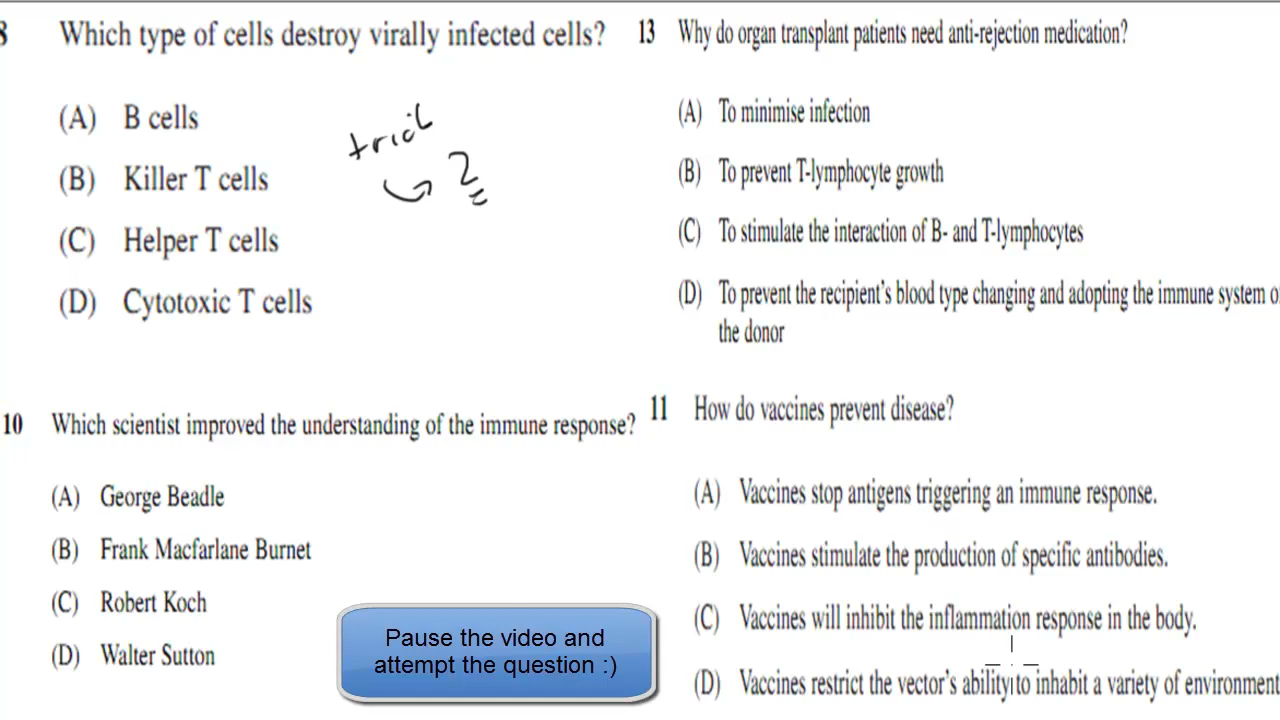 8 Which type of cells destroy virally infected cells?
(A) B cells
(B) Killer T cells
(C) Helper T cells
(D) Cytotoxic T cells
trial
2
13 Why do organ transplant patients need anti-rejection medication?
(A) To minimise infection
(B) To prevent T-lymphocyte growth
(C) To stimulate the interaction of B- and T-lymphocytes
(D) To prevent the recipient's blood type changing and adopting the immune system of
the donor
10 Which scientist improved the understanding of the immune response?
(A) George Beadle
(B) Frank Macfarlane Burnet
(C) Robert Koch
(D) Walter Sutton
Pause the video and
attempt the question :)
11 How do vaccines prevent disease?
(A) Vaccines stop antigens triggering an immune response.
(B) Vaccines stimulate the production of specific antibodies.
(C) Vaccines will inhibit the inflammation response in the body.
(D) Vaccines restrict the vector's ability to inhabit a variety of environment